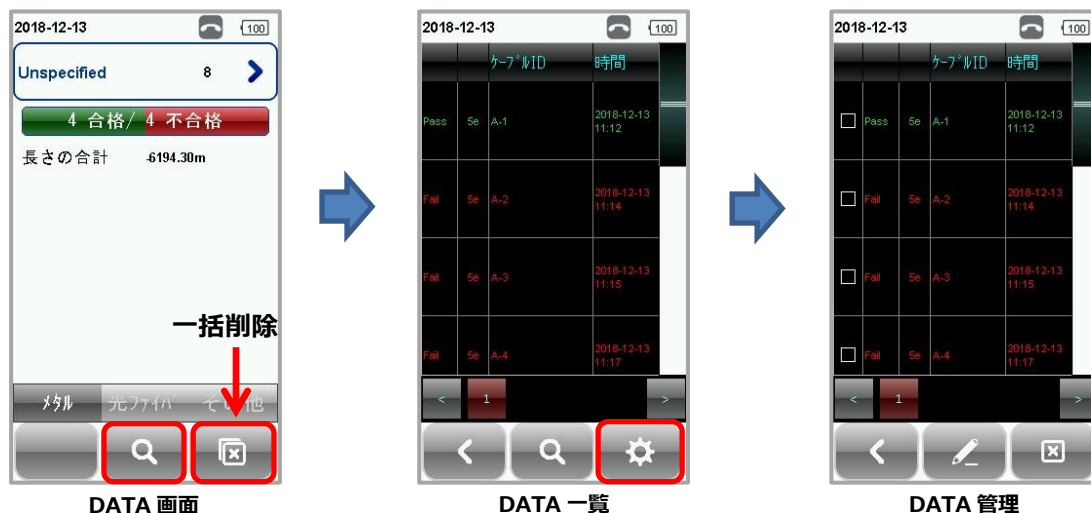 2018-12-13
100
Unspecified 8
4 合格/ 4 不合格
長さの合計 -6194.30m
一括削除
メタル 光ファイバ その他
DATA 画面
2018-12-13
100
ケーブルID 時間
Pass 5e A-1 2018-12-13
11:12
Fail 5e A-2 2018-12-13
11:14
Fail 5e A-3 2018-12-13
11:15
Fail 5e A-4 2018-12-13
11:17
< 1 >
DATA 一覧
2018-12-13
100
ケーブルID 時間
Pass 5e A-1 2018-12-13
11:12
Fail 5e A-2 2018-12-13
11:14
Fail 5e A-3 2018-12-13
11:15
Fail 5e A-4 2018-12-13
11:17
< 1 >
DATA 管理